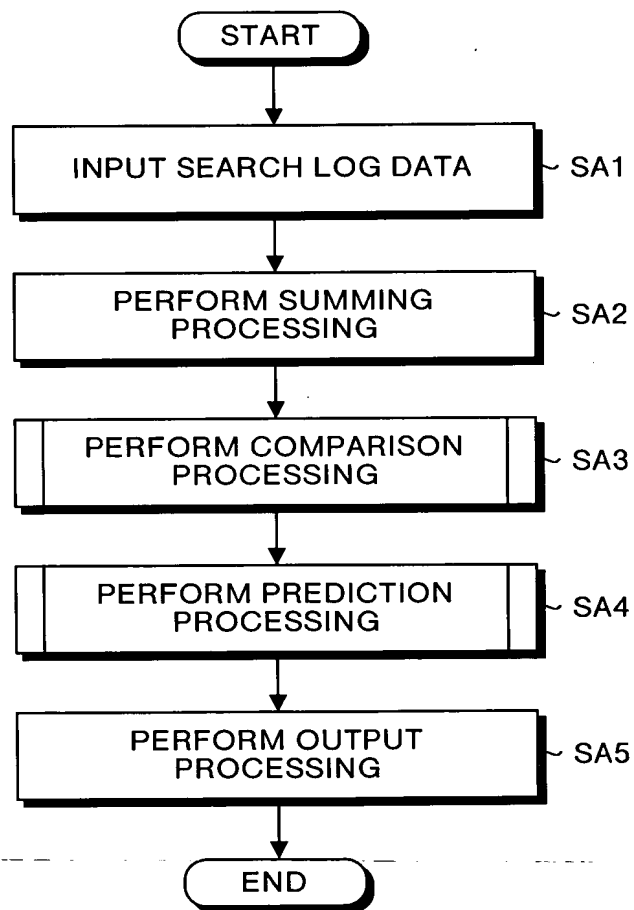 START
INPUT SEARCH LOG DATA
SA1
PERFORM SUMMING
PROCESSING
SA2
PERFORM COMPARISON
PROCESSING
SA3
PERFORM PREDICTION
PROCESSING
SA4
PERFORM OUTPUT
PROCESSING
SA5
END